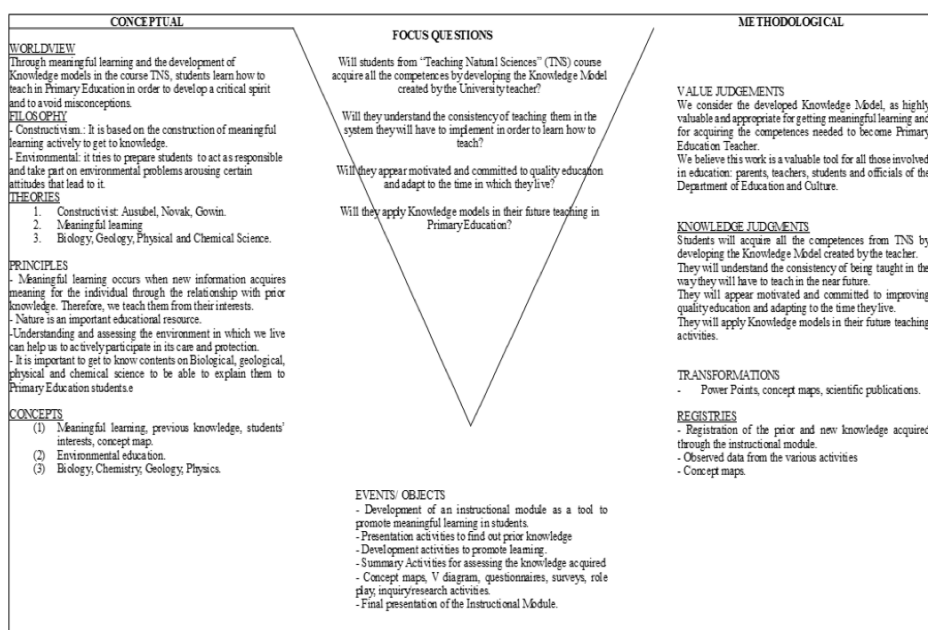 CONCEPTUAL
WORLDVIEW
Through meaningful learning and the development of
Knowledge models in the course TNS, students learn how to
teach in Primary Education in order to develop a critical spirit
and to avoid misconceptions.
FILOSOPHY
- Constructivism.: It is based on the construction of meaningful
learning actively to get to knowledge.
- Environmental: it tries to prepare students to act as responsible
and take part on environmental problems arousing certain
attitudes that lead to it.
THEORIES
1. Constructivist: Ausubel, Novak, Gowin.
2. Meaningful learning
3. Biology, Geology, Physical and Chemical Science.
PRINCIPLES
- Meaningful learning occurs when new information acquires
meaning for the individual through the relationship with prior
knowledge. Therefore, we teach them from their interests.
- Nature is an important educational resource.
-Understanding and assessing the environment in which we live
can help us to actively participate in its care and protection.
- It is important to get to know contents on Biological, geological,
physical and chemical science to be able to explain them to
Primary Education students.e
CONCEPTS
(1) Meaningful learning, previous knowledge, students'
interests, concept map.
(2) Environmental education.
(3) Biology, Chemistry, Geology, Physics.
FOCUS QUESTIONS
Will students from "Teaching Natural Sciences" (TNS) course
acquire all the competences by developing the Knowledge Model
created by the University teacher?
Will they understand the consistency of teaching them in the
system they will have to implement in order to learn how to
teach?
Will they appear motivated and committed to quality education
and adapt to the time in which they live?
Will they apply Knowledge models in their future teaching in
Primary Education?
EVENTS/ OBJECTS
- Development of an instructional module as a tool to
promote meaningful learning in students.
- Presentation activities to find out prior knowledge
- Development activities to promote learning.
- Summary Activities for assessing the knowledge acquired
- Concept maps, V diagram, questionnaires, surveys, role
play, inquiry/research activities.
- Final presentation of the Instructional Module.
METHODOLOGICAL
VALUE JUDGEMENTS
We consider the developed Knowledge Model, as highly
valuable and appropriate for getting meaningful learning and
for acquiring the competences needed to become Primary
Education Teacher.
We believe this work is a valuable tool for all those involved
in education: parents, teachers, students and officials of the
Department of Education and Culture.
KNOWLEDGE JUDGMENTS
Students will acquire all the competences from TNS by
developing the Knowledge Model created by the teacher.
They will understand the consistency of being taught in the
way they will have to teach in the near future.
They will appear motivated and committed to improving
quality education and adapting to the time they live.
They will apply Knowledge models in their future teaching
activities.
TRANSFORMATIONS
- Power Points, concept maps, scientific publications.
REGISTRIES
- Registration of the prior and new knowledge acquired
through the instructional module.
- Observed data from the various activities
- Concept maps.